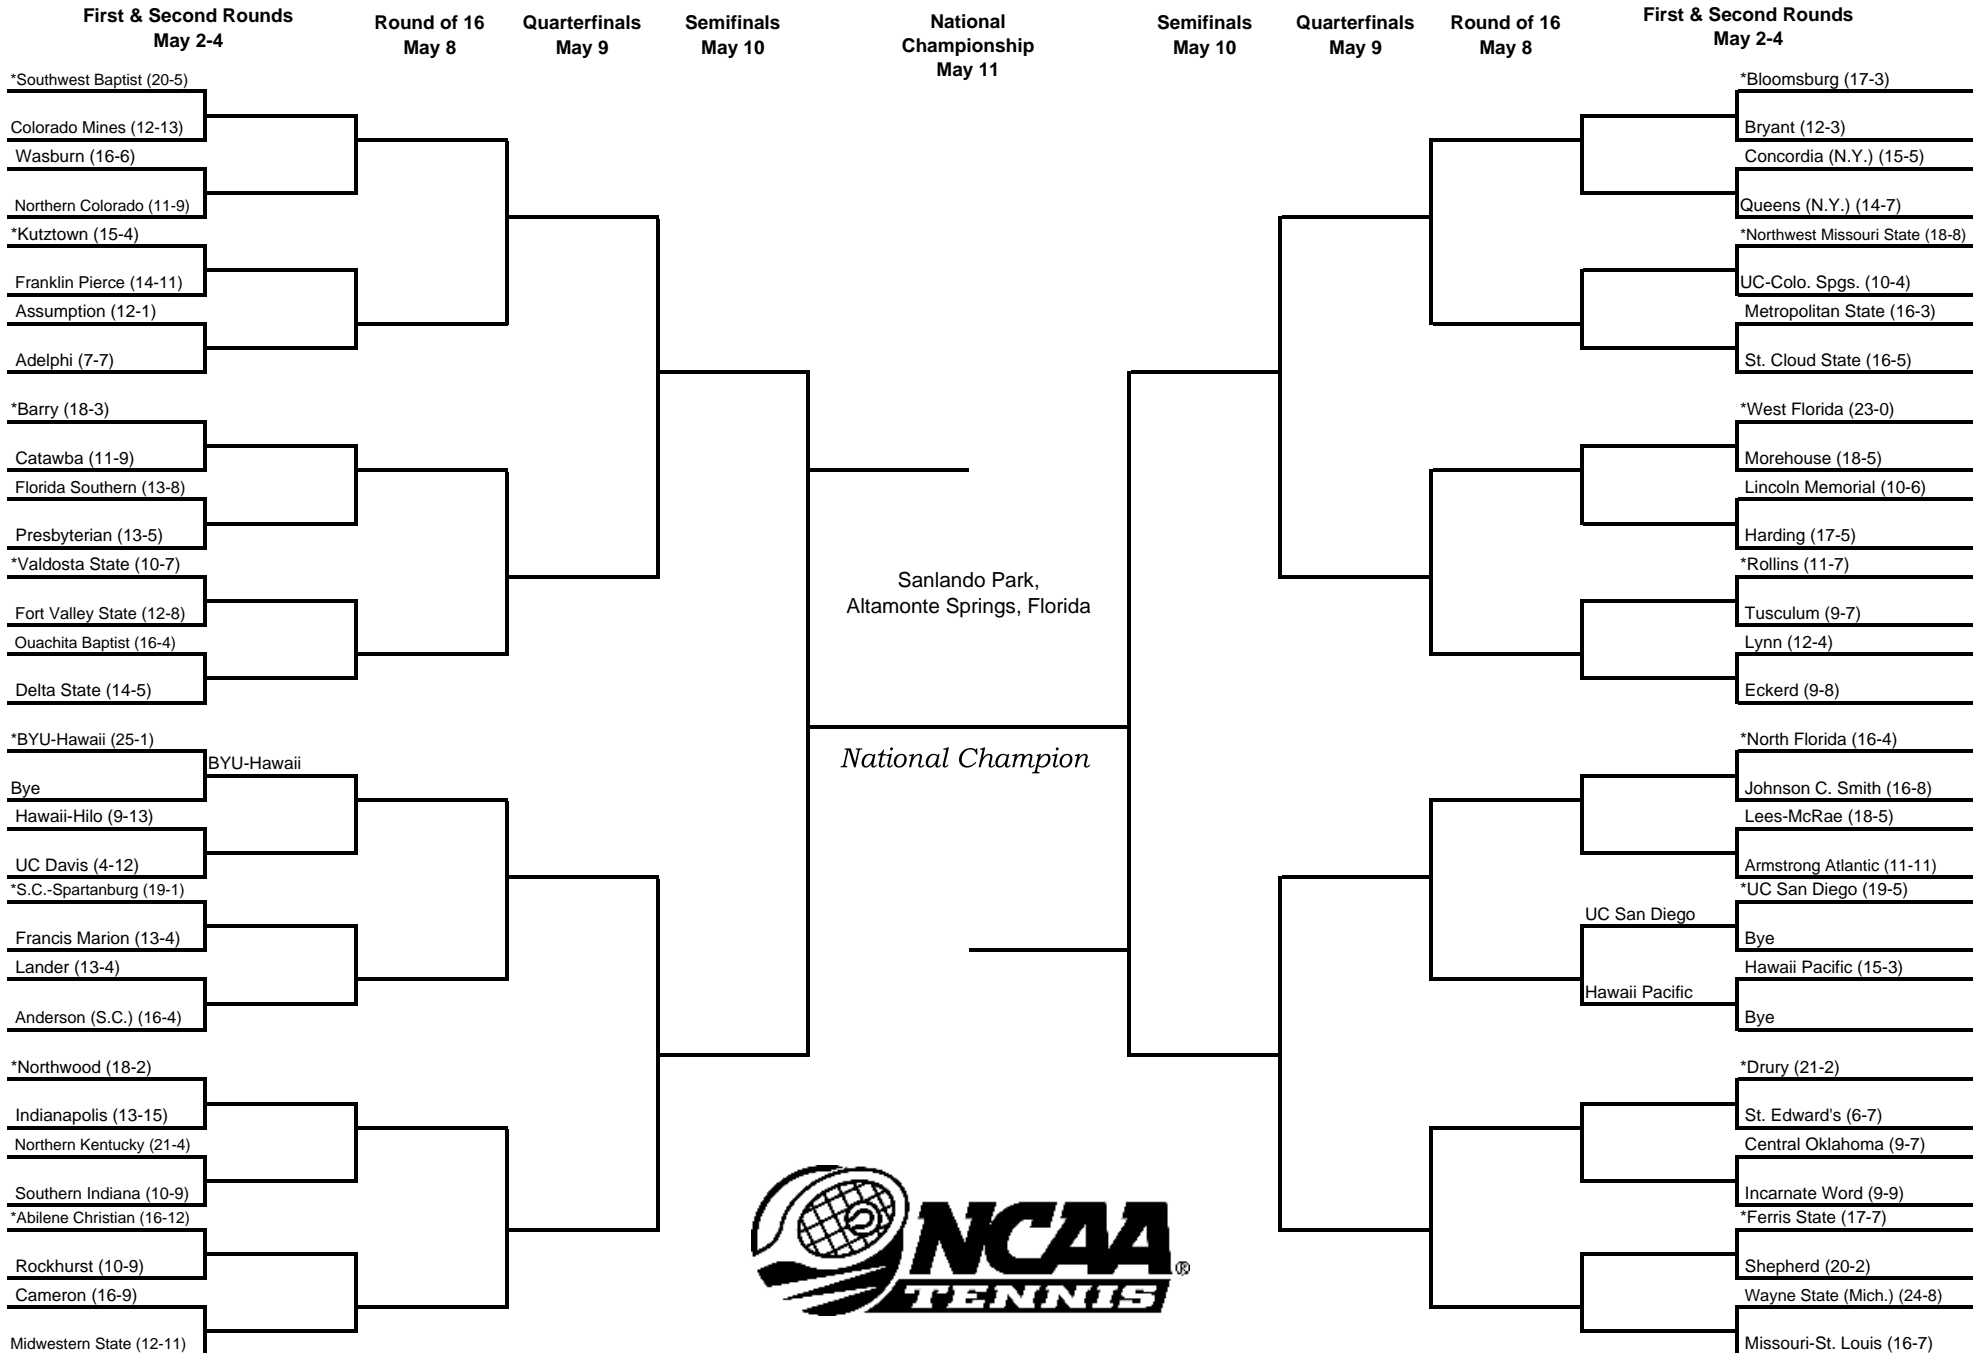 First & Second Rounds
May 2-4
Round of 16
May 8
Quarterfinals
May 9
Semifinals
May 10
National
Championship
May 11
Semifinals
May 10
Quarterfinals
May 9
Round of 16
May 8
First & Second Rounds
May 2-4
*Southwest Baptist (20-5)
Colorado Mines (12-13)
Wasburn (16-6)
Northern Colorado (11-9)
*Kutztown (15-4)
Franklin Pierce (14-11)
Assumption (12-1)
Adelphi (7-7)
*Barry (18-3)
Catawba (11-9)
Florida Southern (13-8)
Presbyterian (13-5)
*Valdosta State (10-7)
Fort Valley State (12-8)
Ouachita Baptist (16-4)
Delta State (14-5)
*BYU-Hawaii (25-1)
BYU-Hawaii
Bye
Hawaii-Hilo (9-13)
UC Davis (4-12)
*S.C.-Spartanburg (19-1)
Francis Marion (13-4)
Lander (13-4)
Anderson (S.C.) (16-4)
*Northwood (18-2)
Indianapolis (13-15)
Northern Kentucky (21-4)
Southern Indiana (10-9)
*Abilene Christian (16-12)
Rockhurst (10-9)
Cameron (16-9)
Midwestern State (12-11)
Sanlando Park,
Altamonte Springs, Florida
National Champion
NCAA
®
TENNIS
*Bloomsburg (17-3)
Bryant (12-3)
Concordia (N.Y.) (15-5)
Queens (N.Y.) (14-7)
*Northwest Missouri State (18-8)
UC-Colo. Spgs. (10-4)
Metropolitan State (16-3)
St. Cloud State (16-5)
*West Florida (23-0)
Morehouse (18-5)
Lincoln Memorial (10-6)
Harding (17-5)
*Rollins (11-7)
Tusculum (9-7)
Lynn (12-4)
Eckerd (9-8)
*North Florida (16-4)
Johnson C. Smith (16-8)
Lees-McRae (18-5)
Armstrong Atlantic (11-11)
*UC San Diego (19-5)
UC San Diego
Bye
Hawaii Pacific (15-3)
Hawaii Pacific
Bye
*Drury (21-2)
St. Edward's (6-7)
Central Oklahoma (9-7)
Incarnate Word (9-9)
*Ferris State (17-7)
Shepherd (20-2)
Wayne State (Mich.) (24-8)
Missouri-St. Louis (16-7)